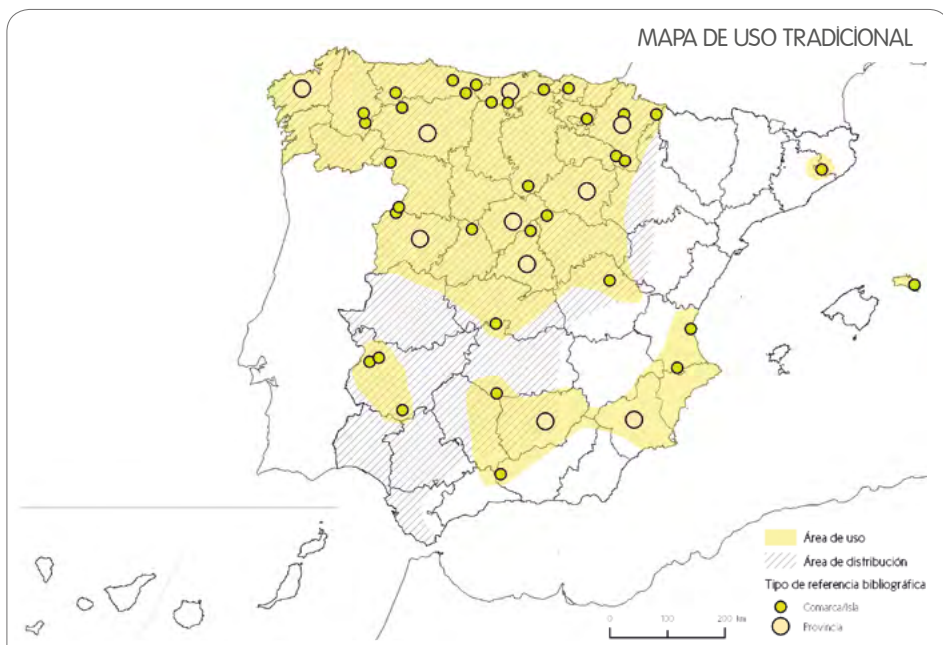 MAPA DE USO TRADICIONAL
Área de uso
Área de distribución
Tipo de referencia bibliográfica
Comarca/Isla
Provincia
0 100 200 km